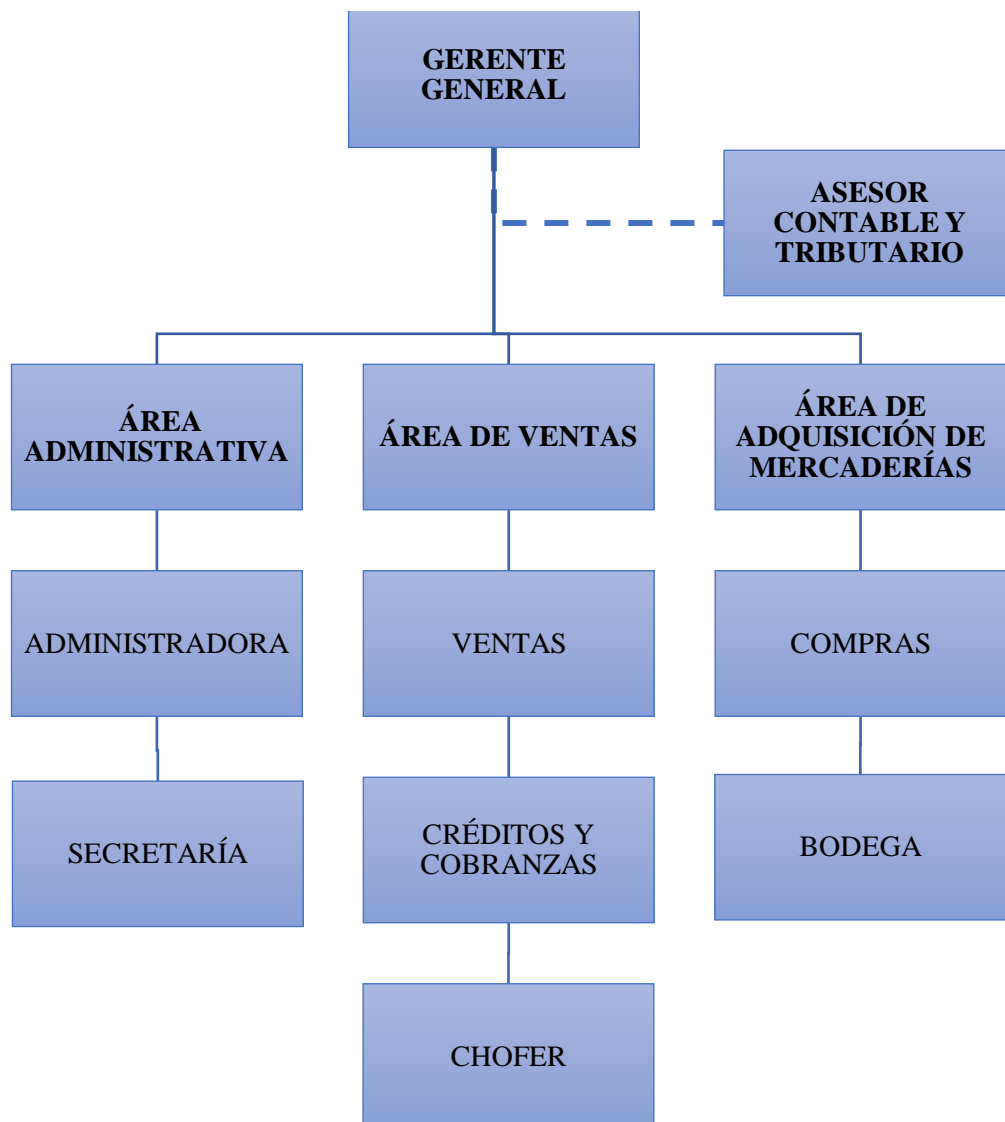 GERENTE
GENERAL
ASESOR
CONTABLE Y
TRIBUTARIO
ÁREA
ADMINISTRATIVA
ÁREA DE VENTAS
ÁREA DE
ADQUISICIÓN DE
MERCADERÍAS
ADMINISTRADORA
VENTAS
COMPRAS
SECRETARÍA
CRÉDITOS Y
COBRANZAS
BODEGA
CHOFER